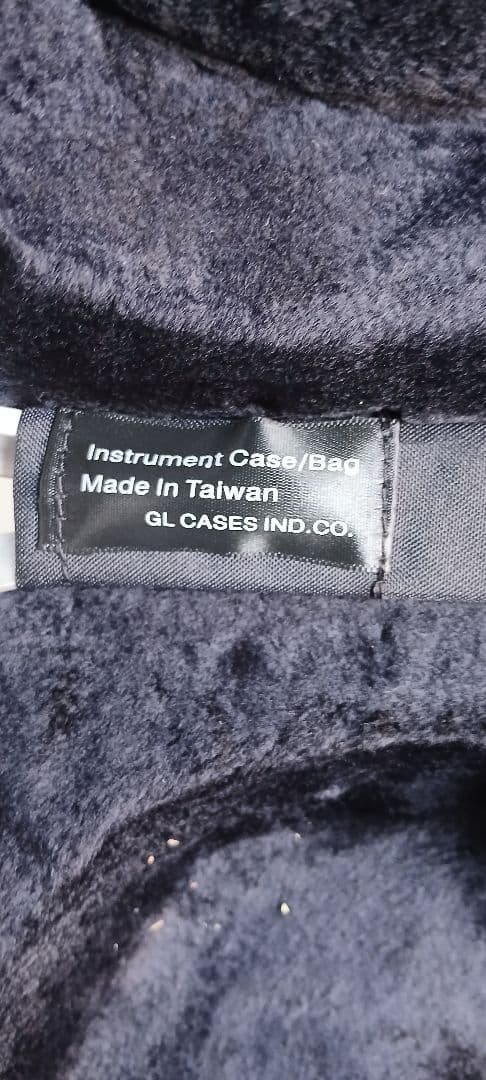 Instrument Case/Bag
Made In Taiwan
GL CASES IND.CO.